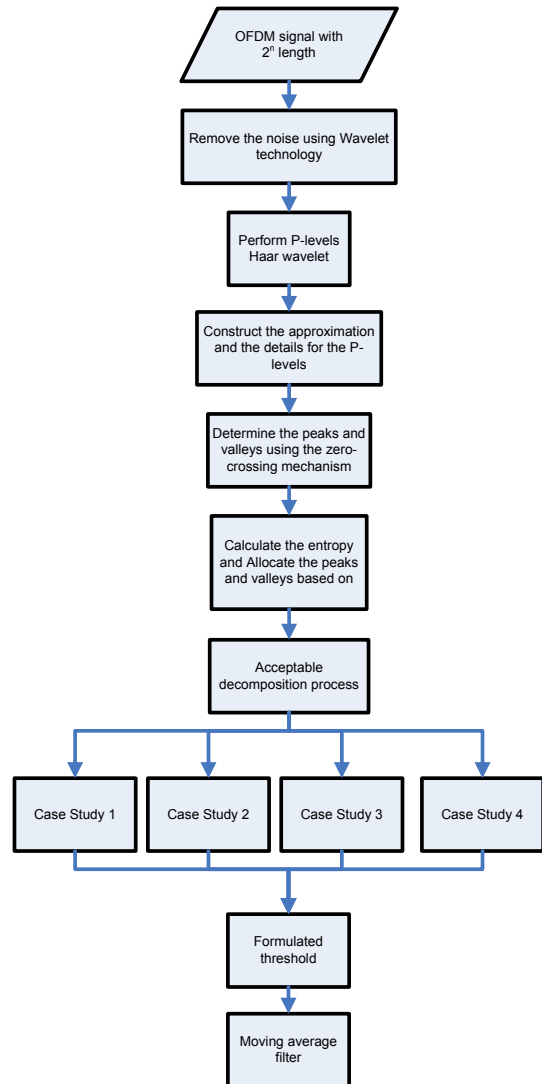 OFDM signal with
2ⁿ length
Remove the noise using Wavelet
technology
Perform P-levels
Haar wavelet
Construct the approximation
and the details for the P-
levels
Determine the peaks and
valleys using the zero-
crossing mechanism
Calculate the entropy
and Allocate the peaks
and valleys based on
Acceptable
decomposition process
Case Study 1
Case Study 2
Case Study 3
Case Study 4
Formulated
threshold
Moving average
filter